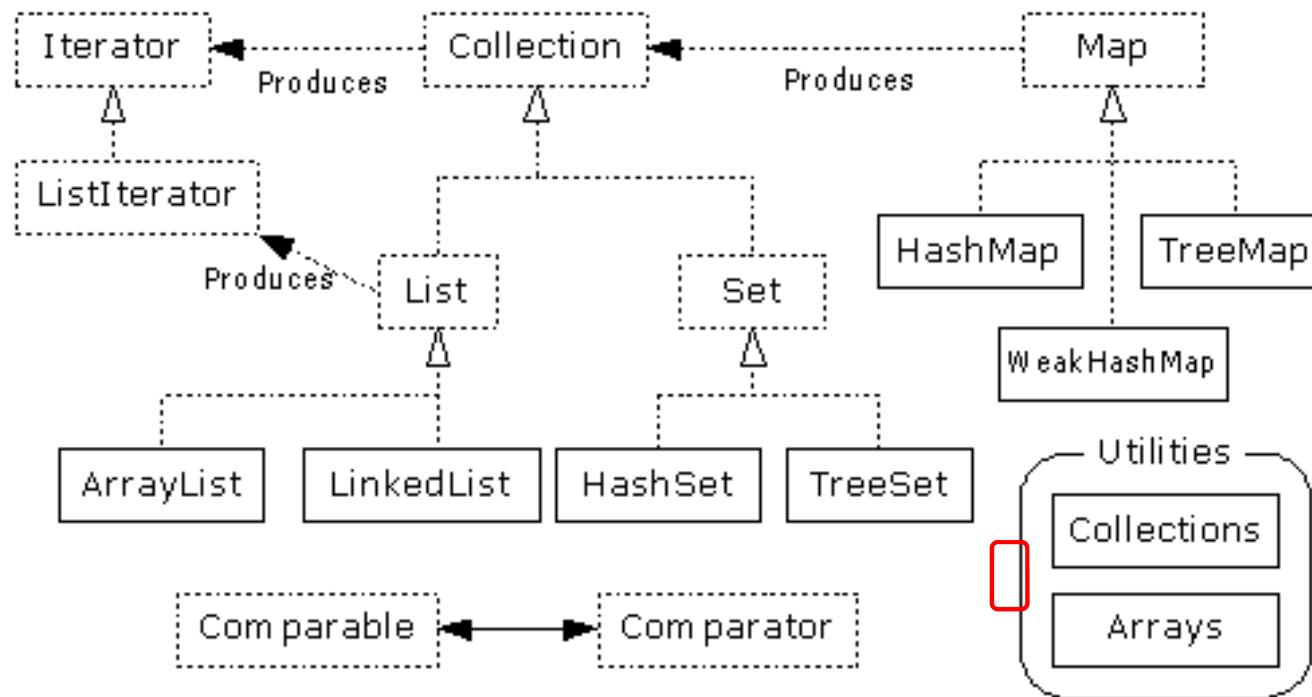 Iterator
Collection
Map
Produces
Produces
ListIterator
HashMap
TreeMap
Produces
List
Set
WeakHashMap
Utilities
ArrayList
LinkedList
HashSet
TreeSet
Collections
Comparable
Comparator
Arrays